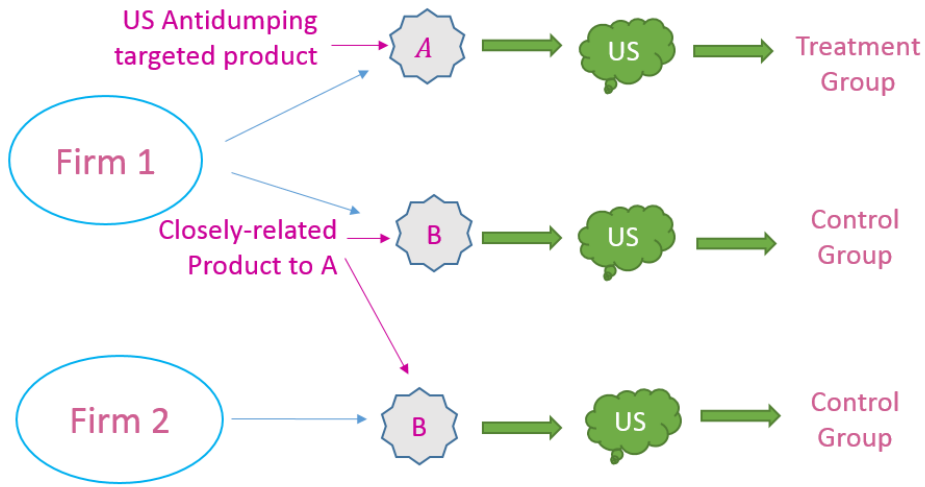 US Antidumping
targeted product
A
US
Treatment
Group
Firm 1
Closely-related
Product to A
B
US
Control
Group
Firm 2
B
US
Control
Group